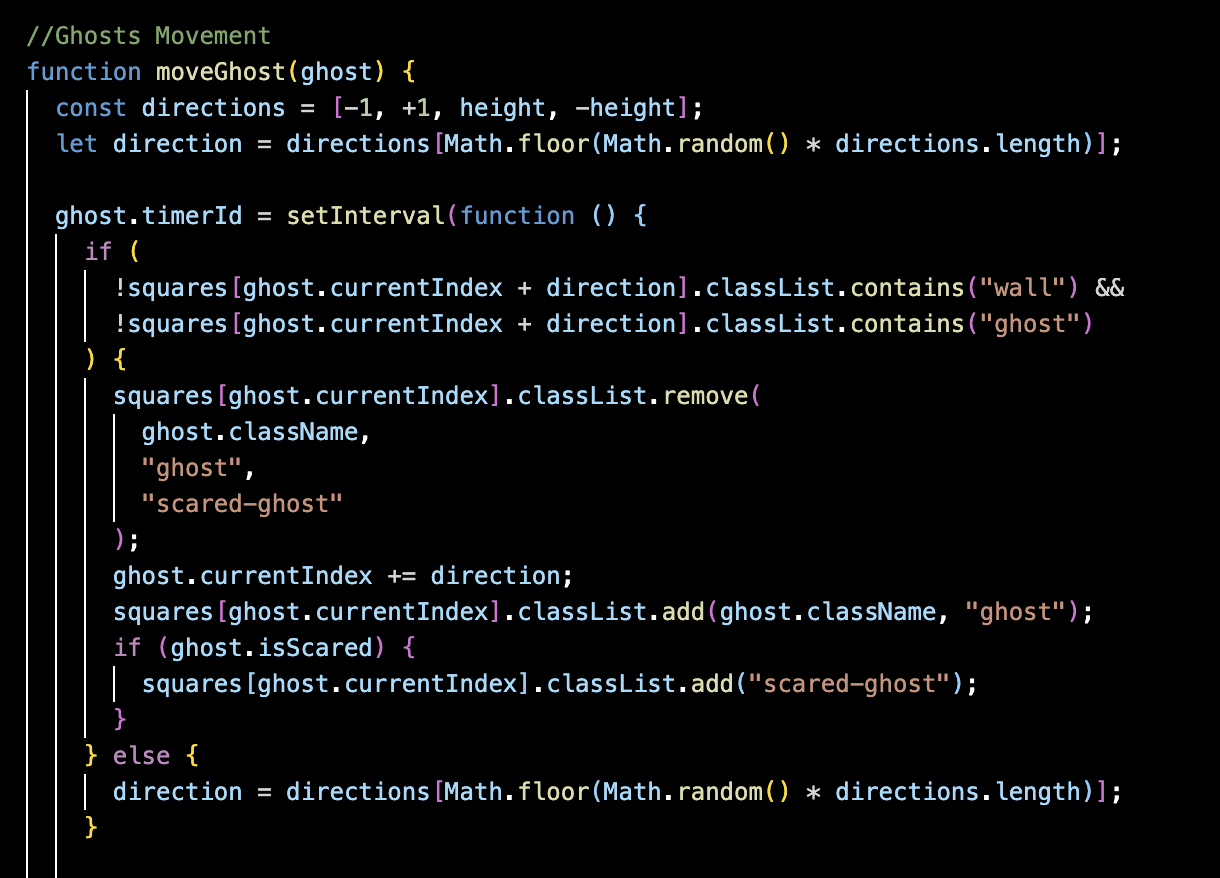 //Ghosts Movement
function moveGhost(ghost) {
  const directions = [-1, +1, height, -height];
  let direction = directions[Math.floor(Math.random() * directions.length)];

  ghost.timerId = setInterval(function () {
    if (
      !squares[ghost.currentIndex + direction].classList.contains("wall") &&
      !squares[ghost.currentIndex + direction].classList.contains("ghost")
    ) {
      squares[ghost.currentIndex].classList.remove(
        ghost.className,
        "ghost",
        "scared-ghost"
      );
      ghost.currentIndex += direction;
      squares[ghost.currentIndex].classList.add(ghost.className, "ghost");
      if (ghost.isScared) {
        squares[ghost.currentIndex].classList.add("scared-ghost");
      }
    } else {
      direction = directions[Math.floor(Math.random() * directions.length)];
    }